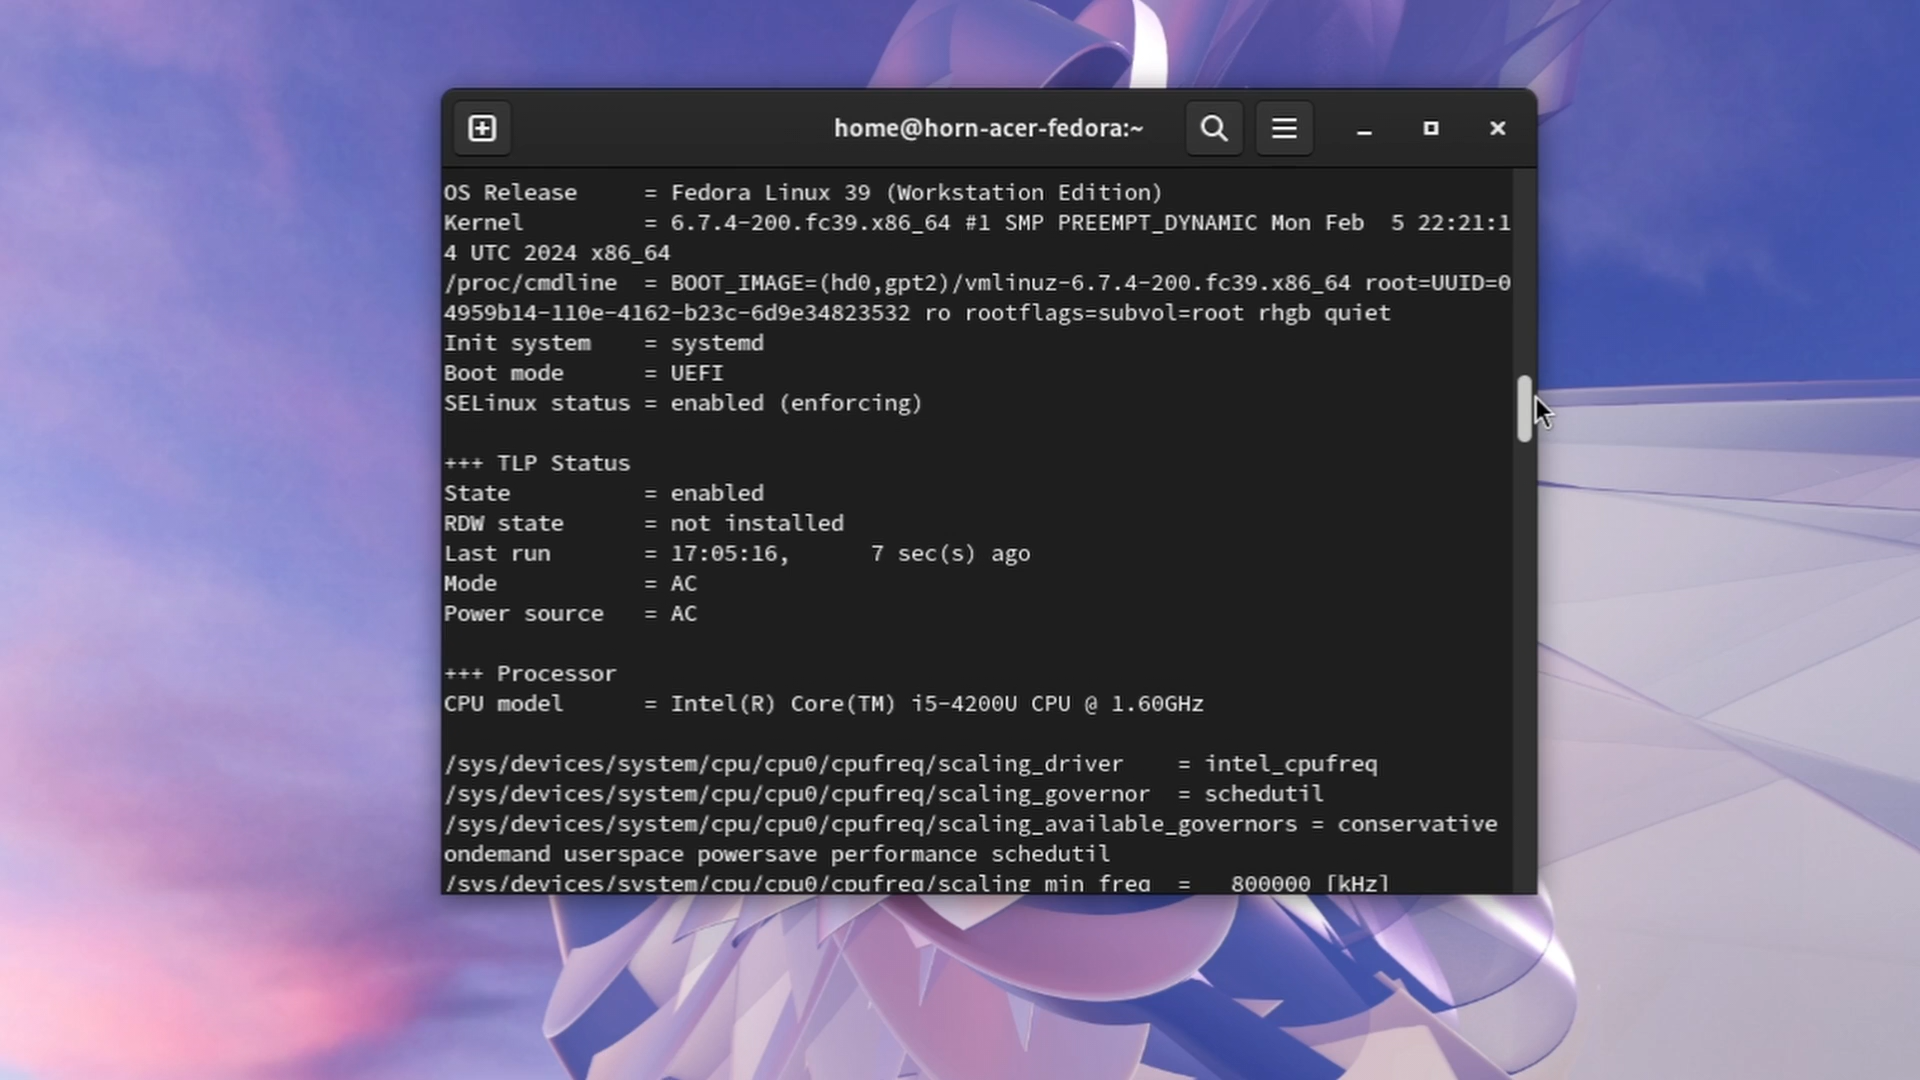 home@horn-acer-fedora:~
OS Release     = Fedora Linux 39 (Workstation Edition)
Kernel         = 6.7.4-200.fc39.x86_64 #1 SMP PREEMPT_DYNAMIC Mon Feb  5 22:21:1
4 UTC 2024 x86_64
/proc/cmdline  = BOOT_IMAGE=(hd0,gpt2)/vmlinuz-6.7.4-200.fc39.x86_64 root=UUID=0
4959b14-110e-4162-b23c-6d9e34823532 ro rootflags=subvol=root rhgb quiet
Init system    = systemd
Boot mode      = UEFI
SELinux status = enabled (enforcing)
+++ TLP Status
State          = enabled
RDW state      = not installed
Last run       = 17:05:16,      7 sec(s) ago
Mode           = AC
Power source   = AC
+++ Processor
CPU model      = Intel(R) Core(TM) i5-4200U CPU @ 1.60GHz
/sys/devices/system/cpu/cpu0/cpufreq/scaling_driver    = intel_cpufreq
/sys/devices/system/cpu/cpu0/cpufreq/scaling_governor  = schedutil
/sys/devices/system/cpu/cpu0/cpufreq/scaling_available_governors = conservative
ondemand userspace powersave performance schedutil
/sys/devices/system/cpu/cpu0/cpufreq/scaling_min_freq  =   800000 [kHz]